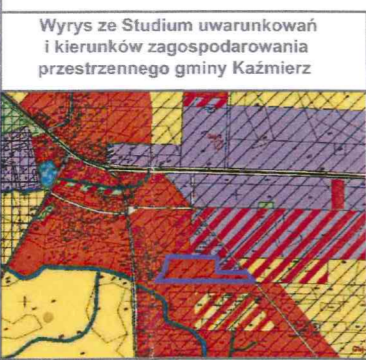 Wyrys ze Studium uwarunkowań
i kierunków zagospodarowania
przestrzennego gminy Kaźmierz